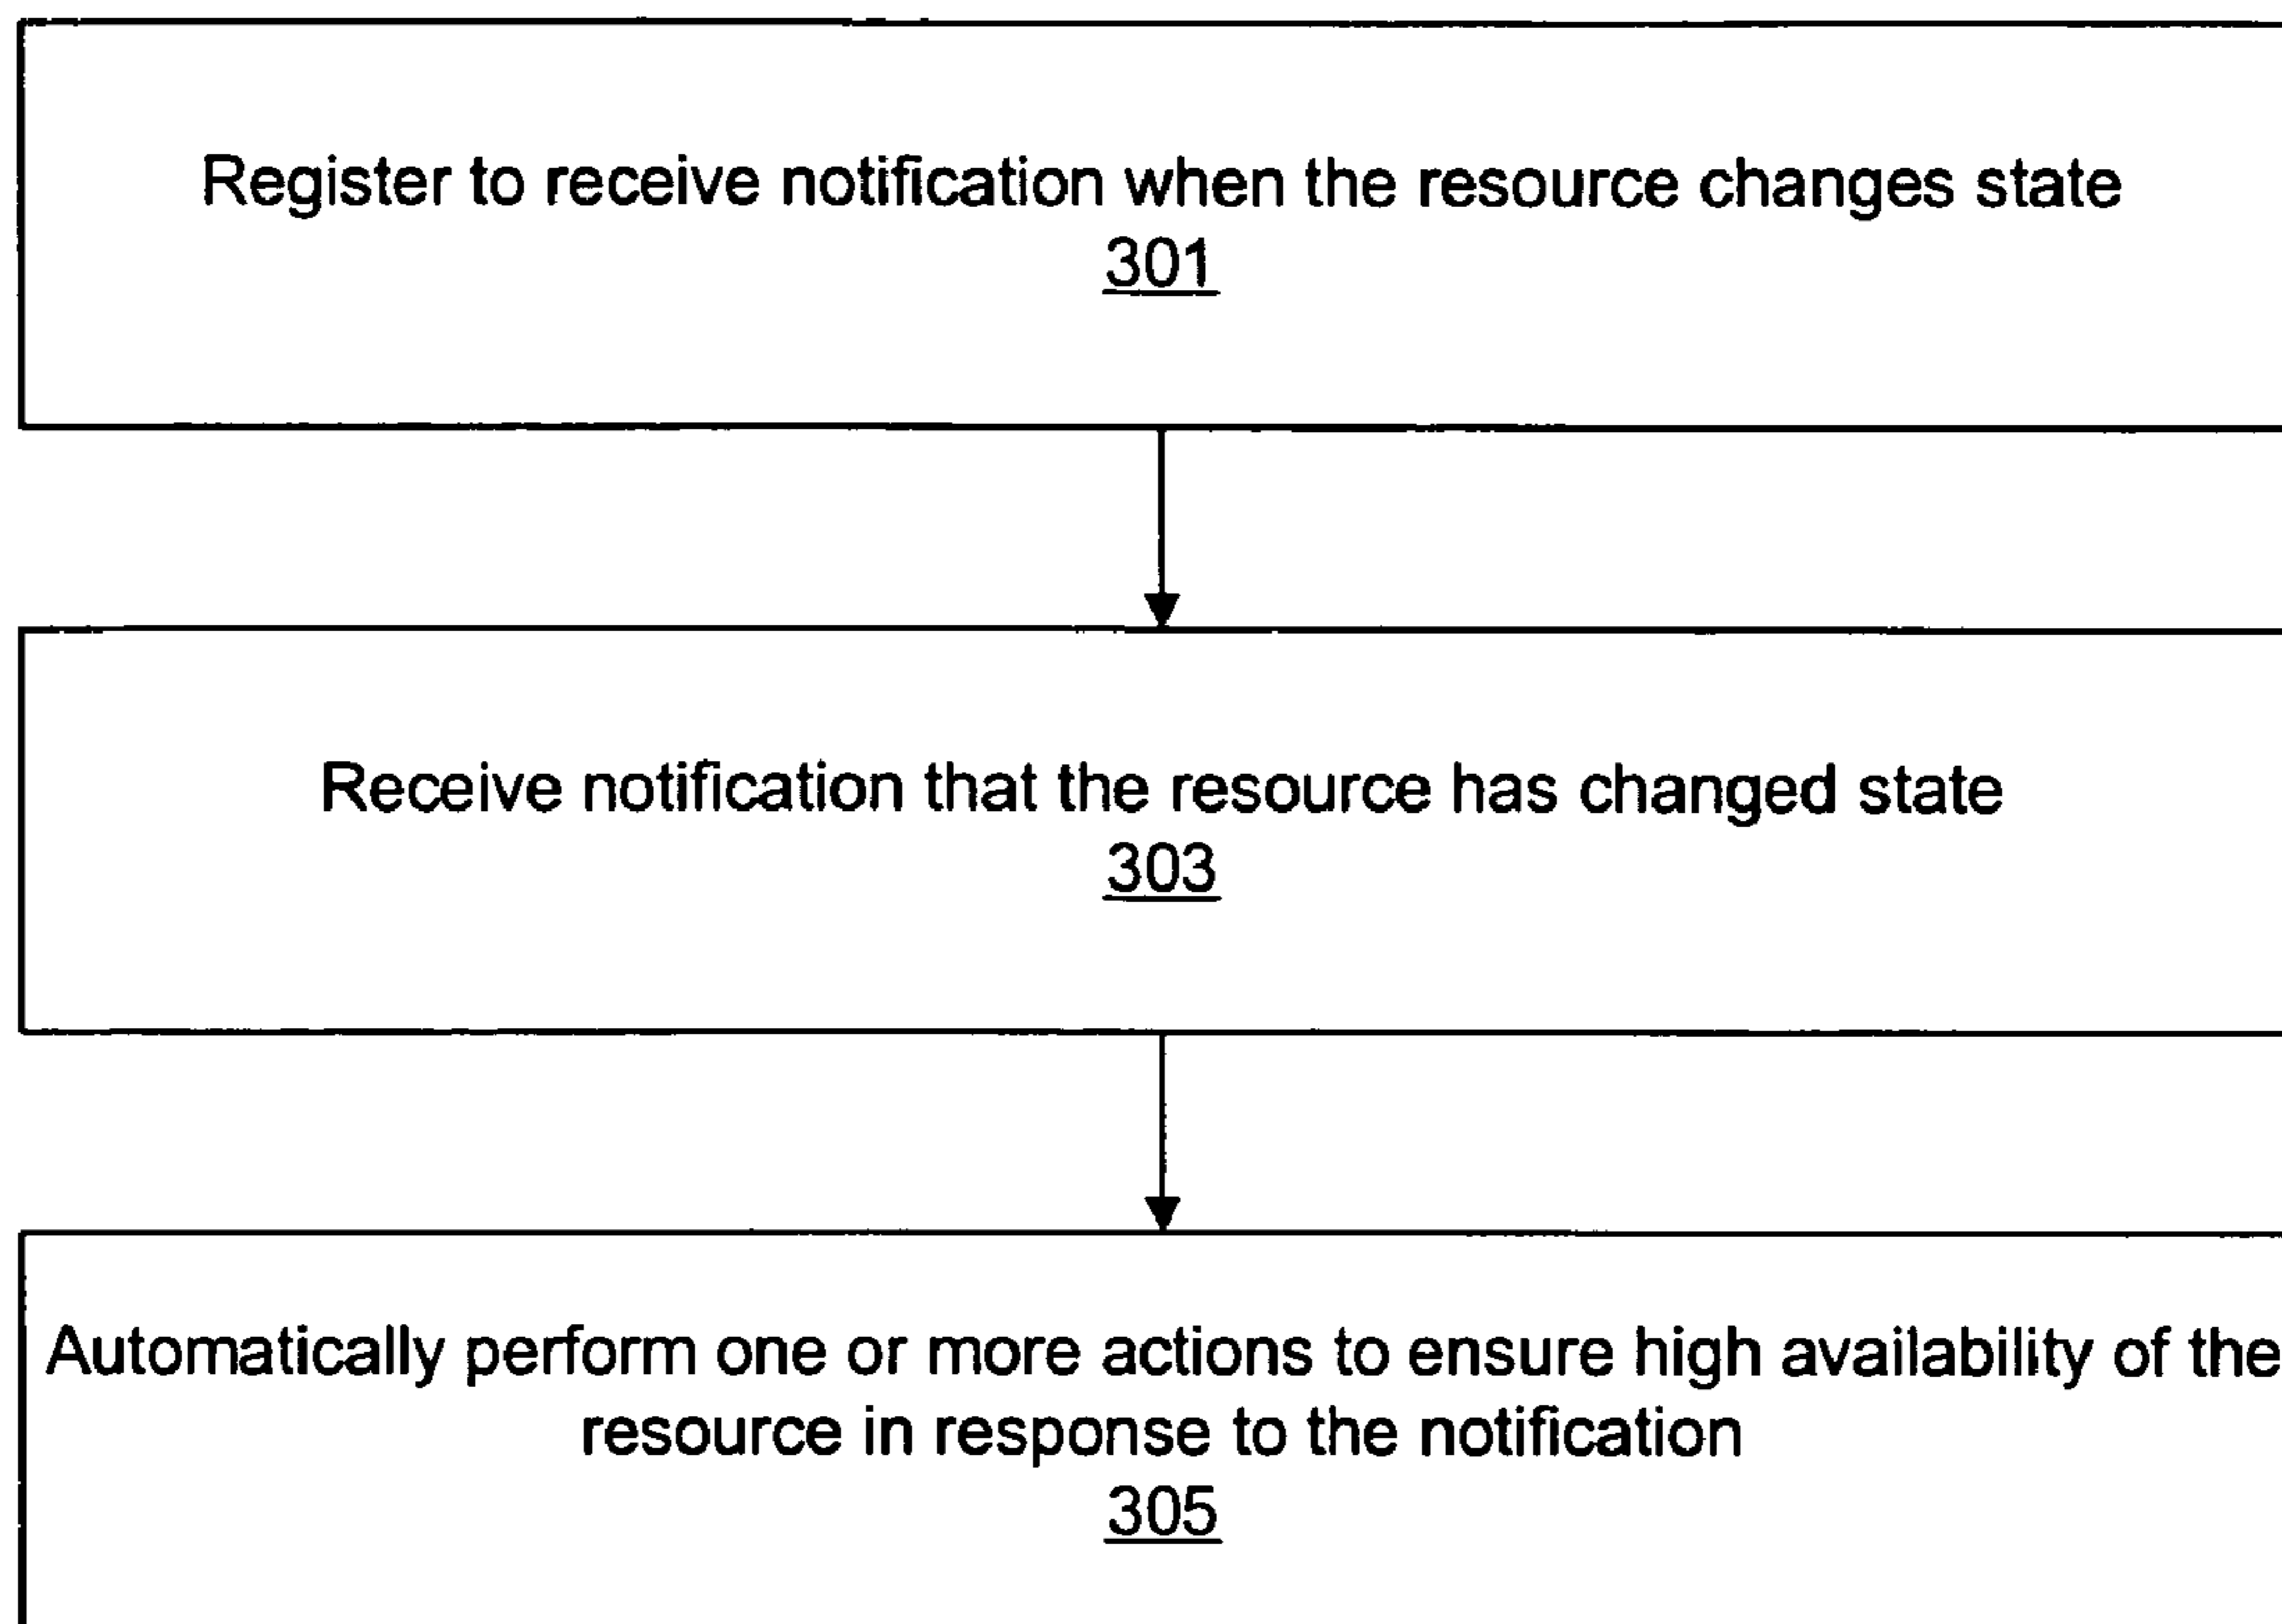 Register to receive notification when the resource changes state
301
Receive notification that the resource has changed state
303
Automatically perform one or more actions to ensure high availability of the
resource in response to the notification
305